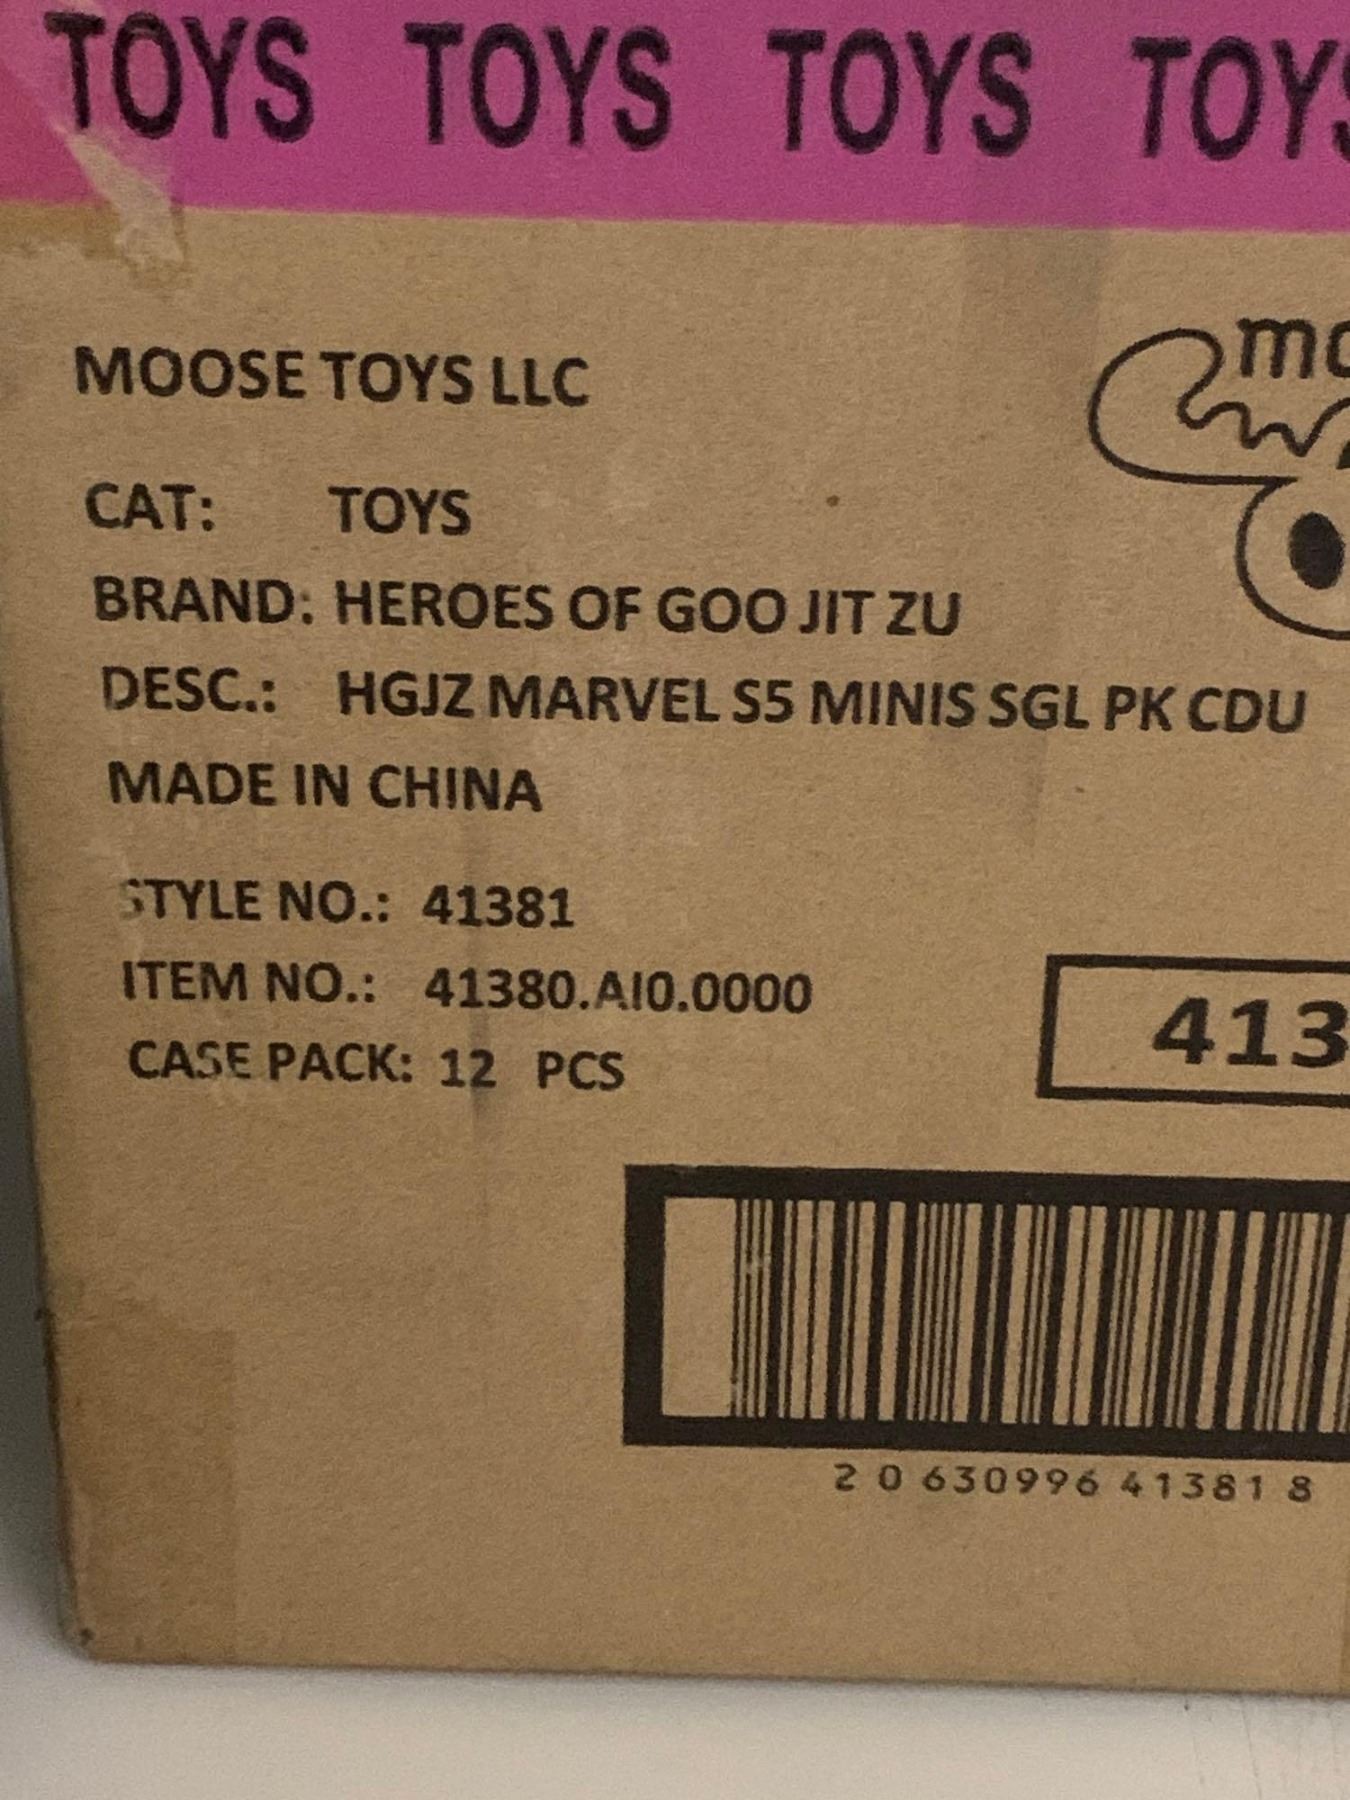 TOYS TOYS TOYS TOYS
MOOSE TOYS LLC
CAT: TOYS
BRAND: HEROES OF GOO JIT ZU
DESC.: HGJZ MARVEL S5 MINIS SGL PK CDU
MADE IN CHINA
STYLE NO.: 41381
ITEM NO.: 41380.AI0.0000
CASE PACK: 12 PCS
413
2 0 630996 41381 8